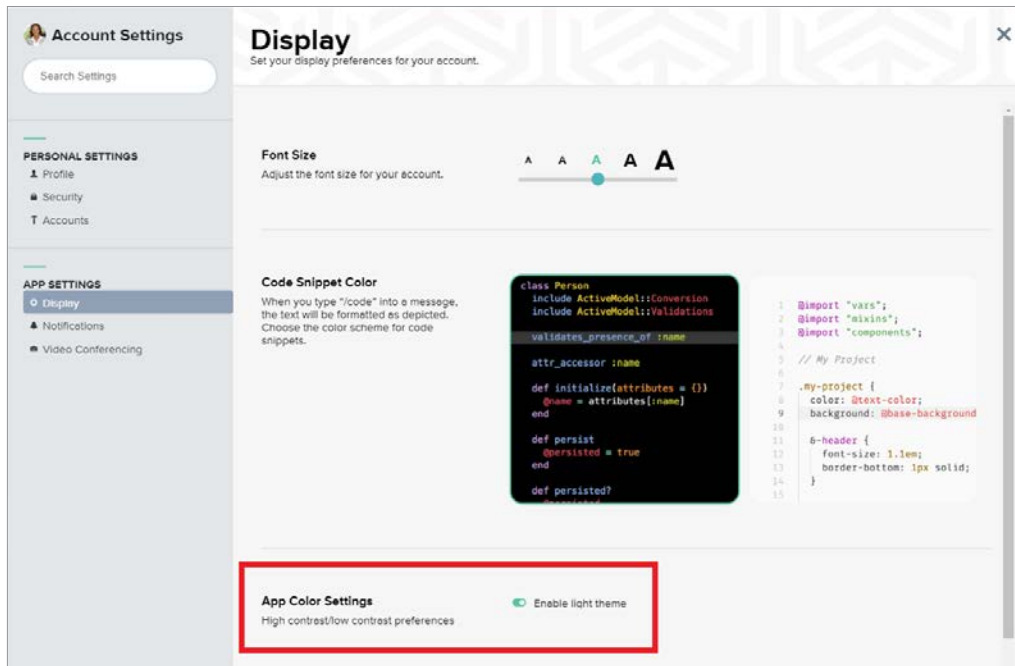 Account Settings
Search Settings
PERSONAL SETTINGS
Profile
Security
T Accounts
APP SETTINGS
Display
Notifications
Video Conferencing
Display
Set your display preferences for your account.
Font Size
Adjust the font size for your account.
A A A A A
Code Snippet Color
When you type "/code" into a message,
the text will be formatted as depicted.
Choose the color scheme for code
snippets.
class Person
include ActiveModel::Conversion
include ActiveModel::Validations
validates_presence_of :name
attr_accessor :name
def initialize(attributes = {})
@name = attributes[:name]
end
def persist
@persisted = true
end
def persisted?
1 @import "vars";
2 @import "mixins";
3 @import "components";
4
5 // My Project
6
7 .my-project {
8 color: @text-color;
9 background: @base-background
10
11 &-header {
12 font-size: 1.1em;
13 border-bottom: 1px solid;
14 }
15
App Color Settings
High contrast/low contrast preferences
Enable light theme